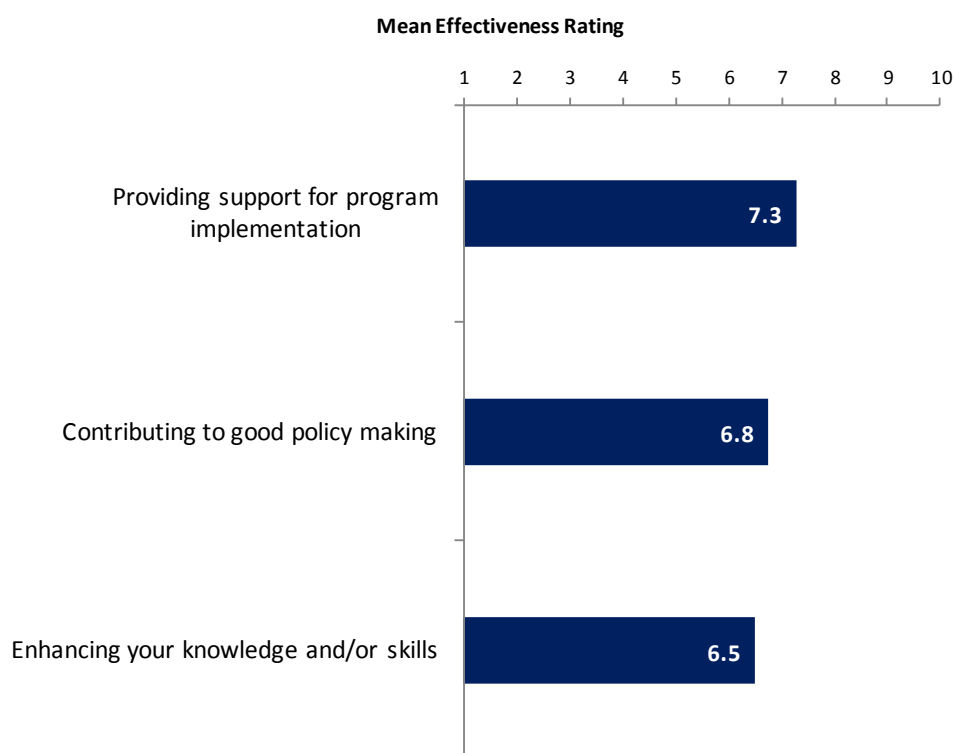 Mean Effectiveness Rating
1 2 3 4 5 6 7 8 9 10
Providing support for program
implementation
7.3
Contributing to good policy making
6.8
Enhancing your knowledge and/or skills
6.5